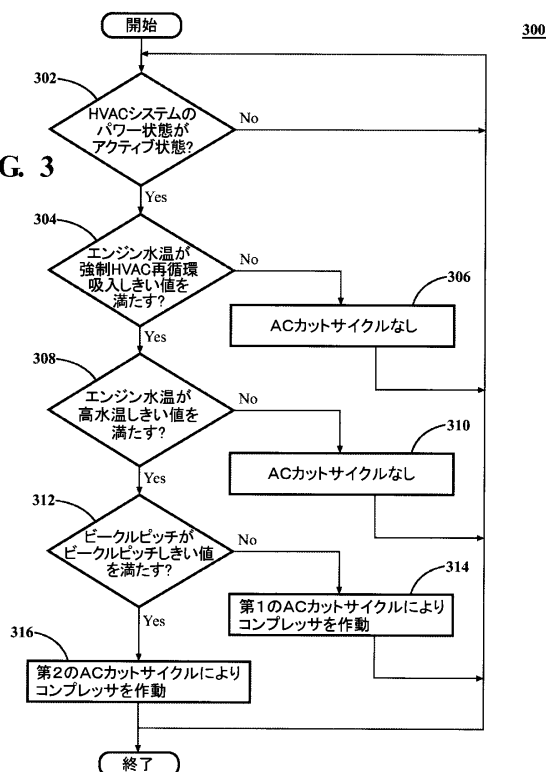 開始
300
302
HVACシステムの
パワー状態が
アクティブ状態?
No
G. 3
Yes
304
エンジン水温が
強制HVAC再循環
吸入しきい値を
満たす?
No
306
ACカットサイクルなし
Yes
308
エンジン水温が
高水温しきい値を
満たす?
No
310
ACカットサイクルなし
Yes
312
ビークルピッチが
ビークルピッチしきい値
を満たす?
No
314
第1のACカットサイクルにより
コンプレッサを作動
Yes
316
第2のACカットサイクルにより
コンプレッサを作動
終了